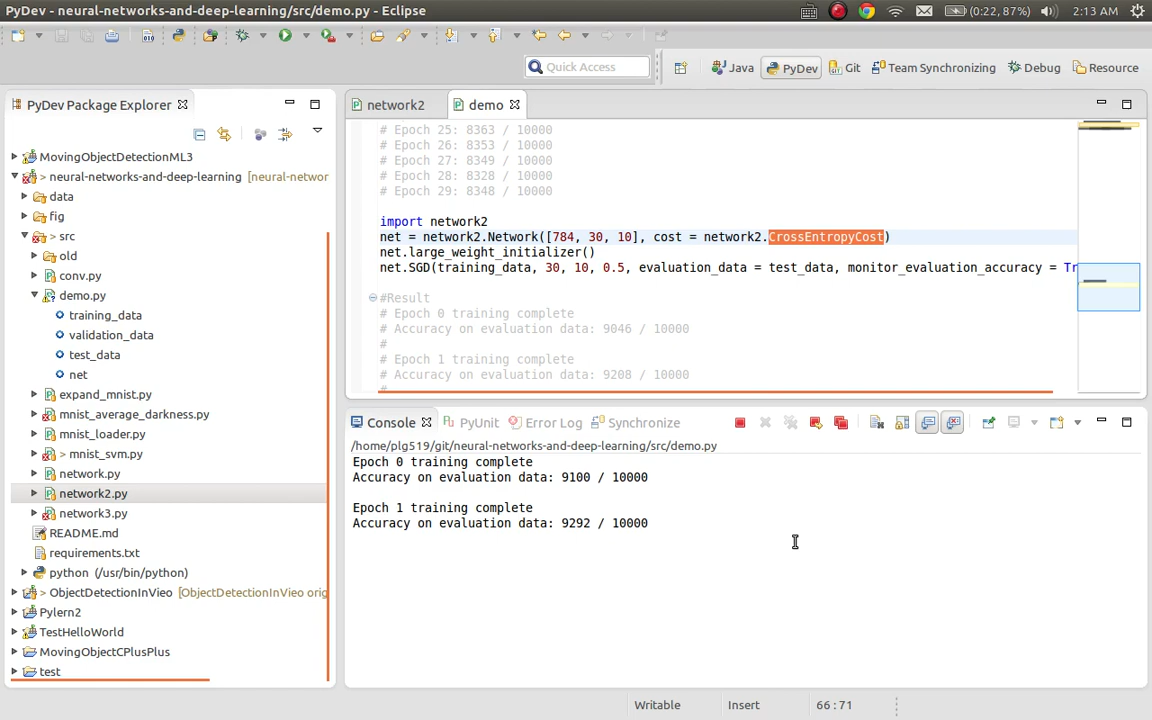 PyDev - neural-networks-and-deep-learning/src/demo.py - Eclipse
(0:22, 87%) 2:13 AM
Quick Access
Java PyDev Git Team Synchronizing Debug Resource
PyDev Package Explorer
MovingObjectDetectionML3
> neural-networks-and-deep-learning [neural-networ
data
fig
> src
old
conv.py
demo.py
training_data
validation_data
test_data
net
expand_mnist.py
mnist_average_darkness.py
mnist_loader.py
> mnist_svm.py
network.py
network2.py
network3.py
README.md
requirements.txt
python (/usr/bin/python)
> ObjectDetectionInVieo [ObjectDetectionInVieo orig
Pylern2
TestHelloWorld
MovingObjectCPlusPlus
test
network2 demo
# Epoch 25: 8363 / 10000
# Epoch 26: 8353 / 10000
# Epoch 27: 8349 / 10000
# Epoch 28: 8328 / 10000
# Epoch 29: 8348 / 10000
import network2
net = network2.Network([784, 30, 10], cost = network2.CrossEntropyCost)
net.large_weight_initializer()
net.SGD(training_data, 30, 10, 0.5, evaluation_data = test_data, monitor_evaluation_accuracy = Tr
#Result
# Epoch 0 training complete
# Accuracy on evaluation data: 9046 / 10000
#
# Epoch 1 training complete
# Accuracy on evaluation data: 9208 / 10000
#
Console PyUnit Error Log Synchronize
/home/plg519/git/neural-networks-and-deep-learning/src/demo.py
Epoch 0 training complete
Accuracy on evaluation data: 9100 / 10000
Epoch 1 training complete
Accuracy on evaluation data: 9292 / 10000
Writable Insert 66 : 71